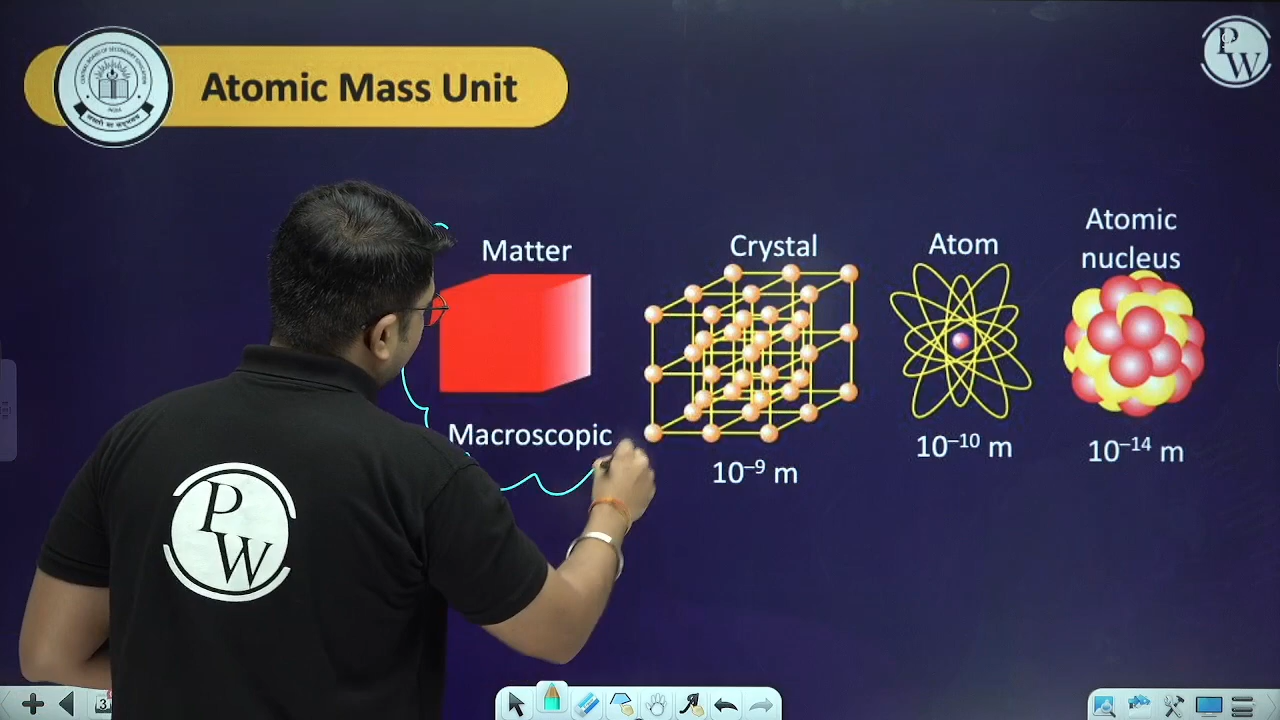 Atomic Mass Unit
P
W
Matter
Macroscopic
Crystal
10⁻⁹ m
Atom
10⁻¹⁰ m
Atomic
nucleus
10⁻¹⁴ m
P
W